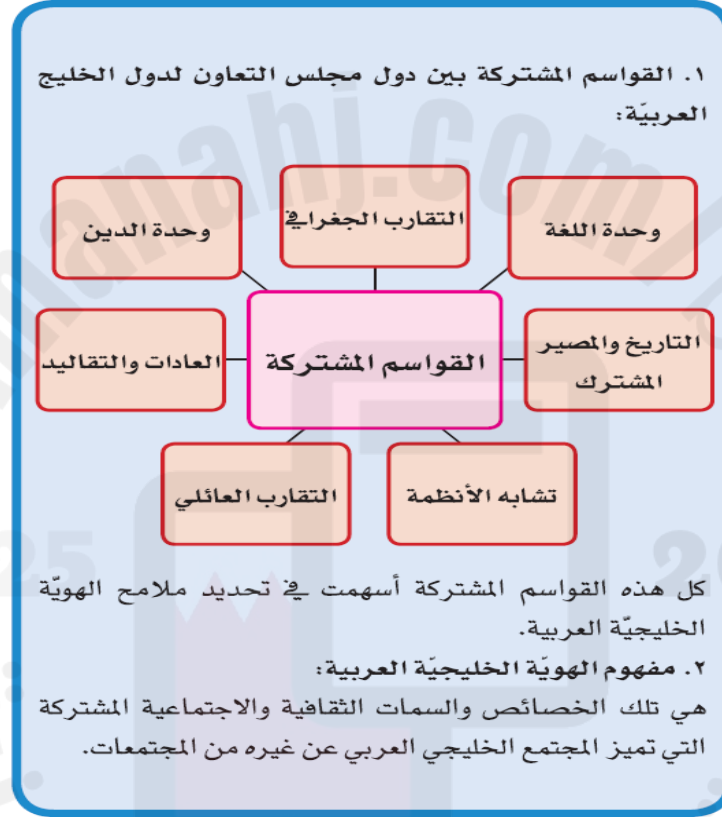 ١. القواسم المشتركة بين دول مجلس التعاون لدول الخليج
العربيّة:
التقارب الجغرافي
وحدة اللغة
وحدة الدين
التاريخ والمصير
المشترك
القواسم المشتركة
العادات والتقاليد
تشابه الأنظمة
التقارب العائلي
كل هذه القواسم المشتركة أسهمت في تحديد ملامح الهويّة
الخليجيّة العربية.
٢. مفهوم الهويّة الخليجيّة العربية:
هي تلك الخصائص والسمات الثقافية والاجتماعية المشتركة
التي تميز المجتمع الخليجي العربي عن غيره من المجتمعات.